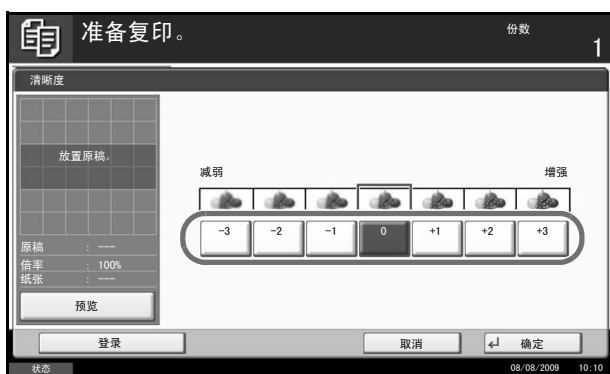 准备复印。
份数
1
清晰度
放置原稿。
减弱 增强
-3 -2 -1 0 +1 +2 +3
原稿 : ---
倍率 : 100%
纸张 : ---
预览
登录 取消 确定
状态 08/08/2009 10:10